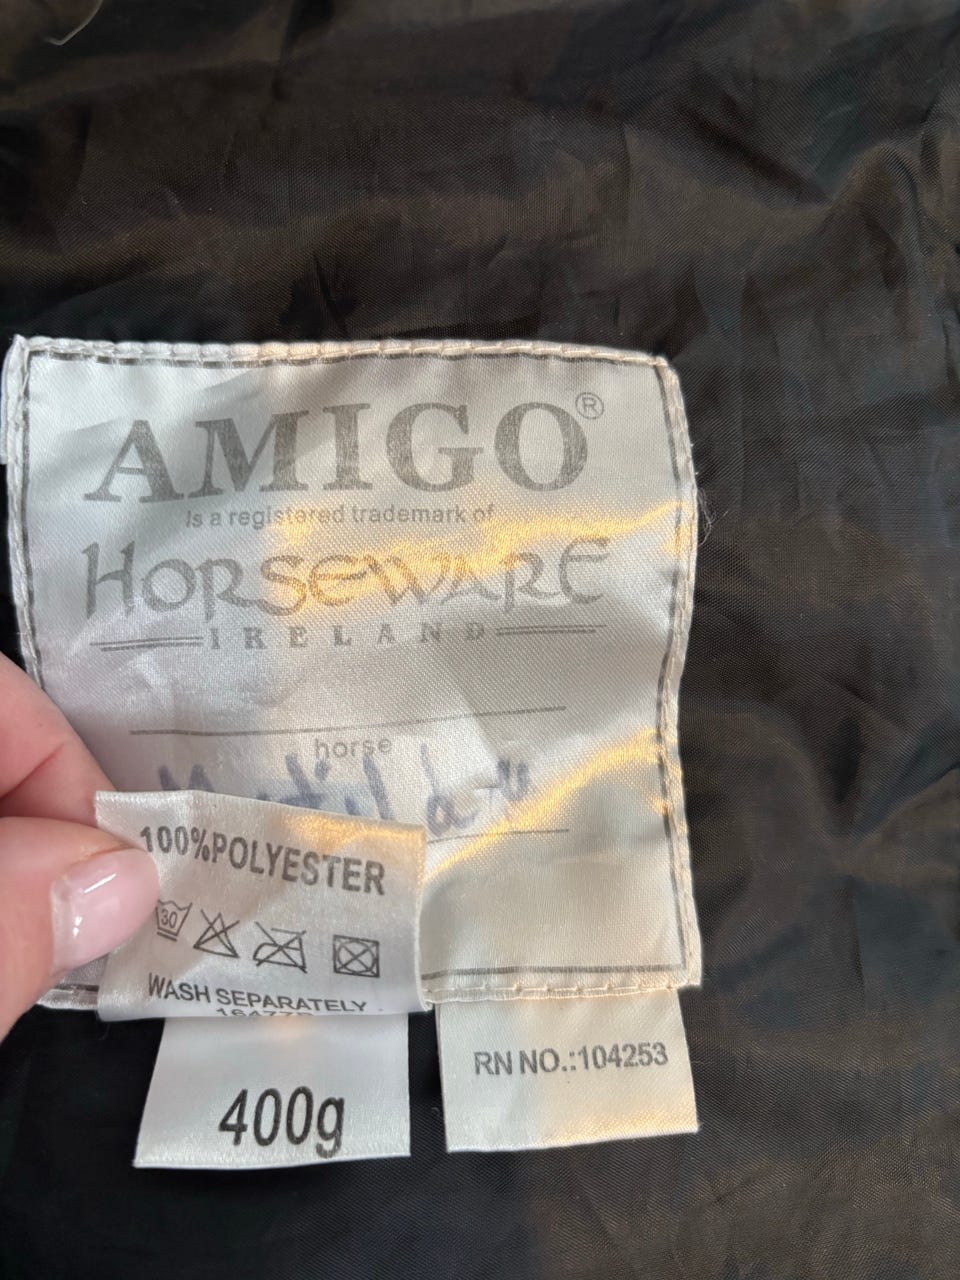 AMIGO®
is a registered trademark of
HORSEWARE
IRELAND
horse
100%POLYESTER
30
WASH SEPARATELY
400g
RN NO.:104253